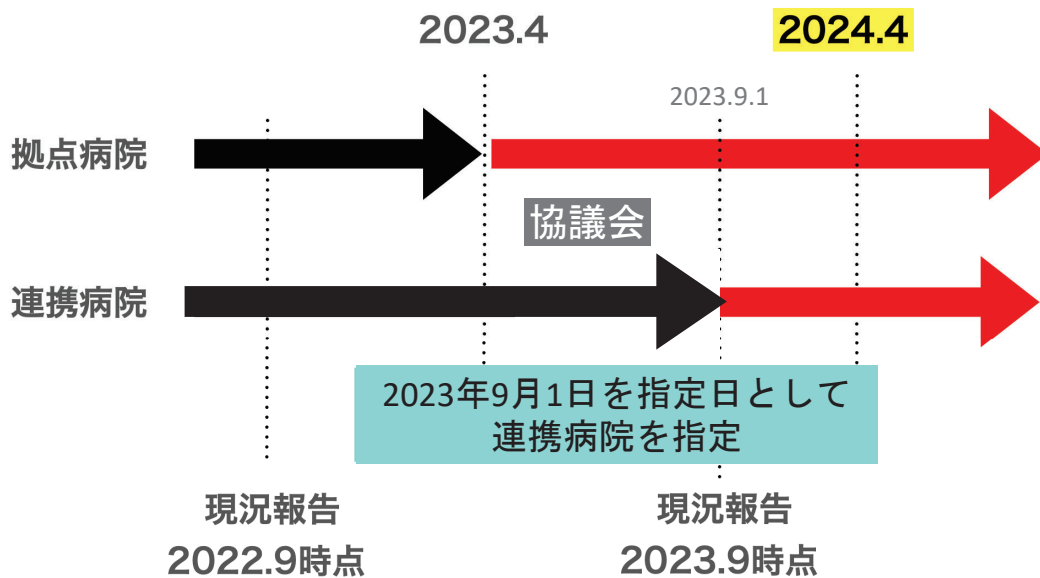 2023.4
2024.4
2023.9.1
拠点病院
協議会
連携病院
2023年9月1日を指定日として
連携病院を指定
現況報告
2022.9時点
現況報告
2023.9時点